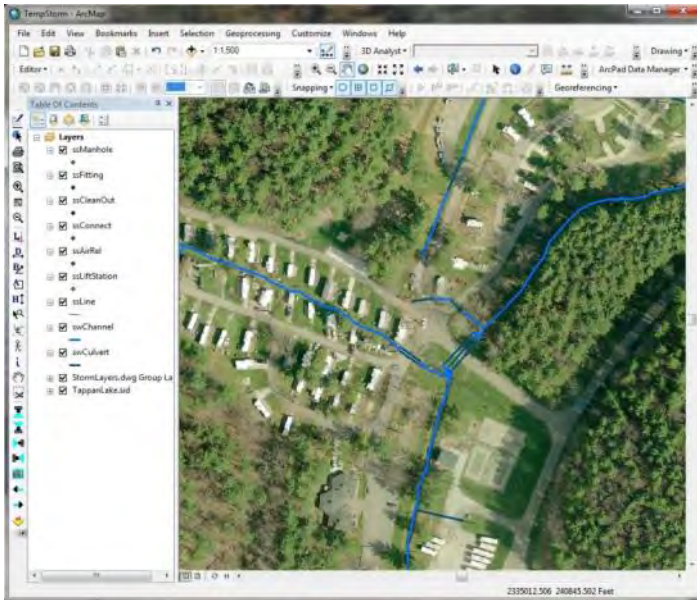 TempStorm - ArcMap
File Edit View Bookmarks Insert Selection Geoprocessing Customize Windows Help
1:1,500 3D Analyst Drawing
Editor ArcPad Data Manager
Snapping Georeferencing
Table Of Contents
Layers
ssManhole
ssFitting
ssCleanOut
ssConnect
ssAirRel
ssLiftStation
ssLine
swChannel
swCulvert
StormLayers.dwg Group La
TappanLake.sid
2335012.506 240845.502 Feet